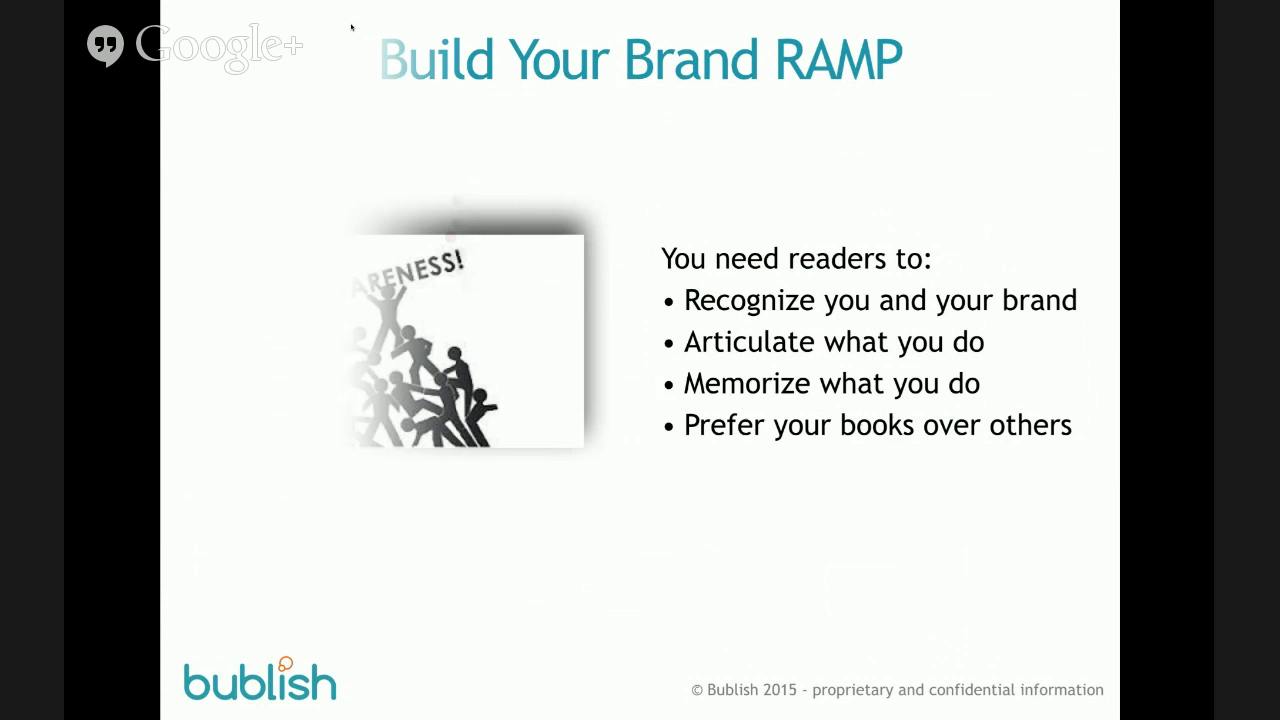 Google+
Build Your Brand RAMP
ARENESS!
You need readers to:
• Recognize you and your brand
• Articulate what you do
• Memorize what you do
• Prefer your books over others
bublish
© Bublish 2015 - proprietary and confidential information